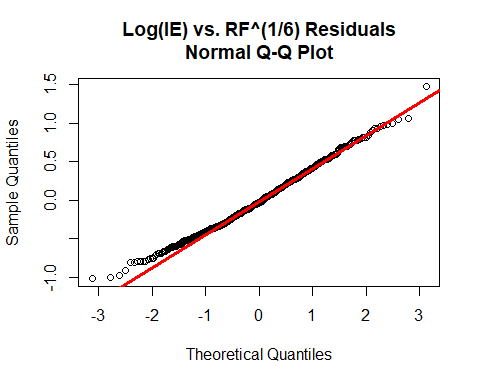 Log(IE) vs. RF^(1/6) Residuals
Normal Q-Q Plot
Sample Quantiles
1.5
1.0
0.5
0.0
-1.0
-3 -2 -1 0 1 2 3
Theoretical Quantiles